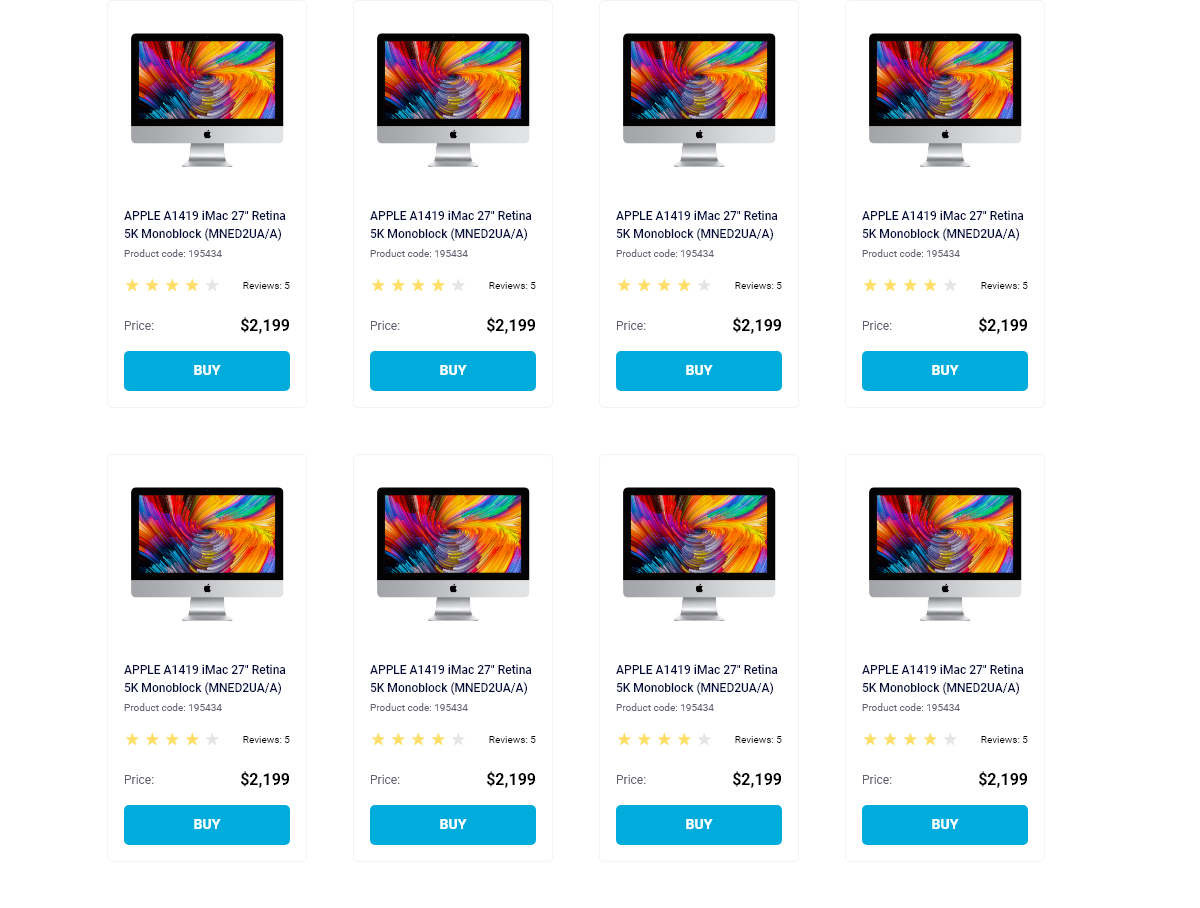 APPLE A1419 iMac 27" Retina
5K Monoblock (MNED2UA/A)
Product code: 195434
Reviews: 5
Price: $2,199
BUY
APPLE A1419 iMac 27" Retina
5K Monoblock (MNED2UA/A)
Product code: 195434
Reviews: 5
Price: $2,199
BUY
APPLE A1419 iMac 27" Retina
5K Monoblock (MNED2UA/A)
Product code: 195434
Reviews: 5
Price: $2,199
BUY
APPLE A1419 iMac 27" Retina
5K Monoblock (MNED2UA/A)
Product code: 195434
Reviews: 5
Price: $2,199
BUY
APPLE A1419 iMac 27" Retina
5K Monoblock (MNED2UA/A)
Product code: 195434
Reviews: 5
Price: $2,199
BUY
APPLE A1419 iMac 27" Retina
5K Monoblock (MNED2UA/A)
Product code: 195434
Reviews: 5
Price: $2,199
BUY
APPLE A1419 iMac 27" Retina
5K Monoblock (MNED2UA/A)
Product code: 195434
Reviews: 5
Price: $2,199
BUY
APPLE A1419 iMac 27" Retina
5K Monoblock (MNED2UA/A)
Product code: 195434
Reviews: 5
Price: $2,199
BUY